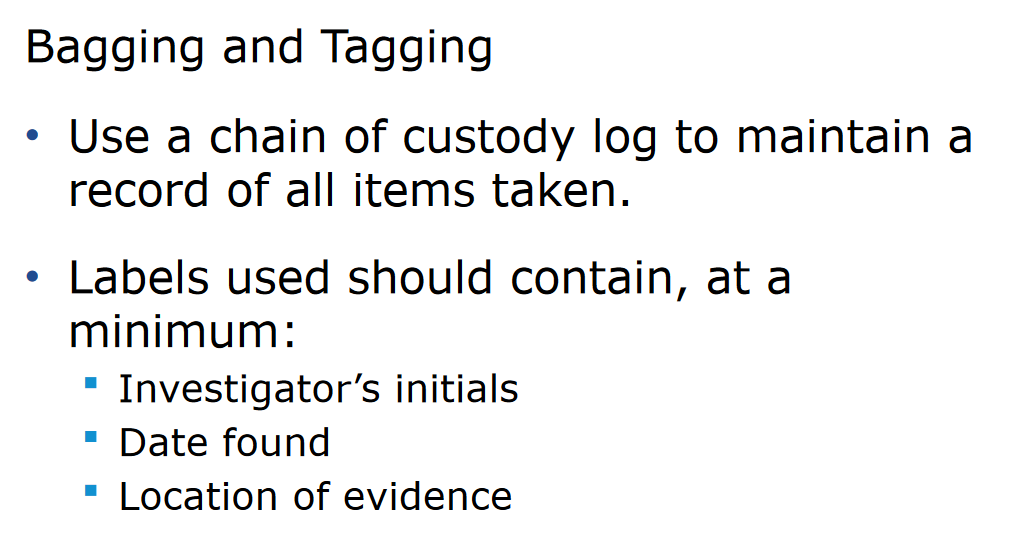 Bagging and Tagging
• Use a chain of custody log to maintain a
record of all items taken.
• Labels used should contain, at a
minimum:
▪ Investigator’s initials
▪ Date found
▪ Location of evidence